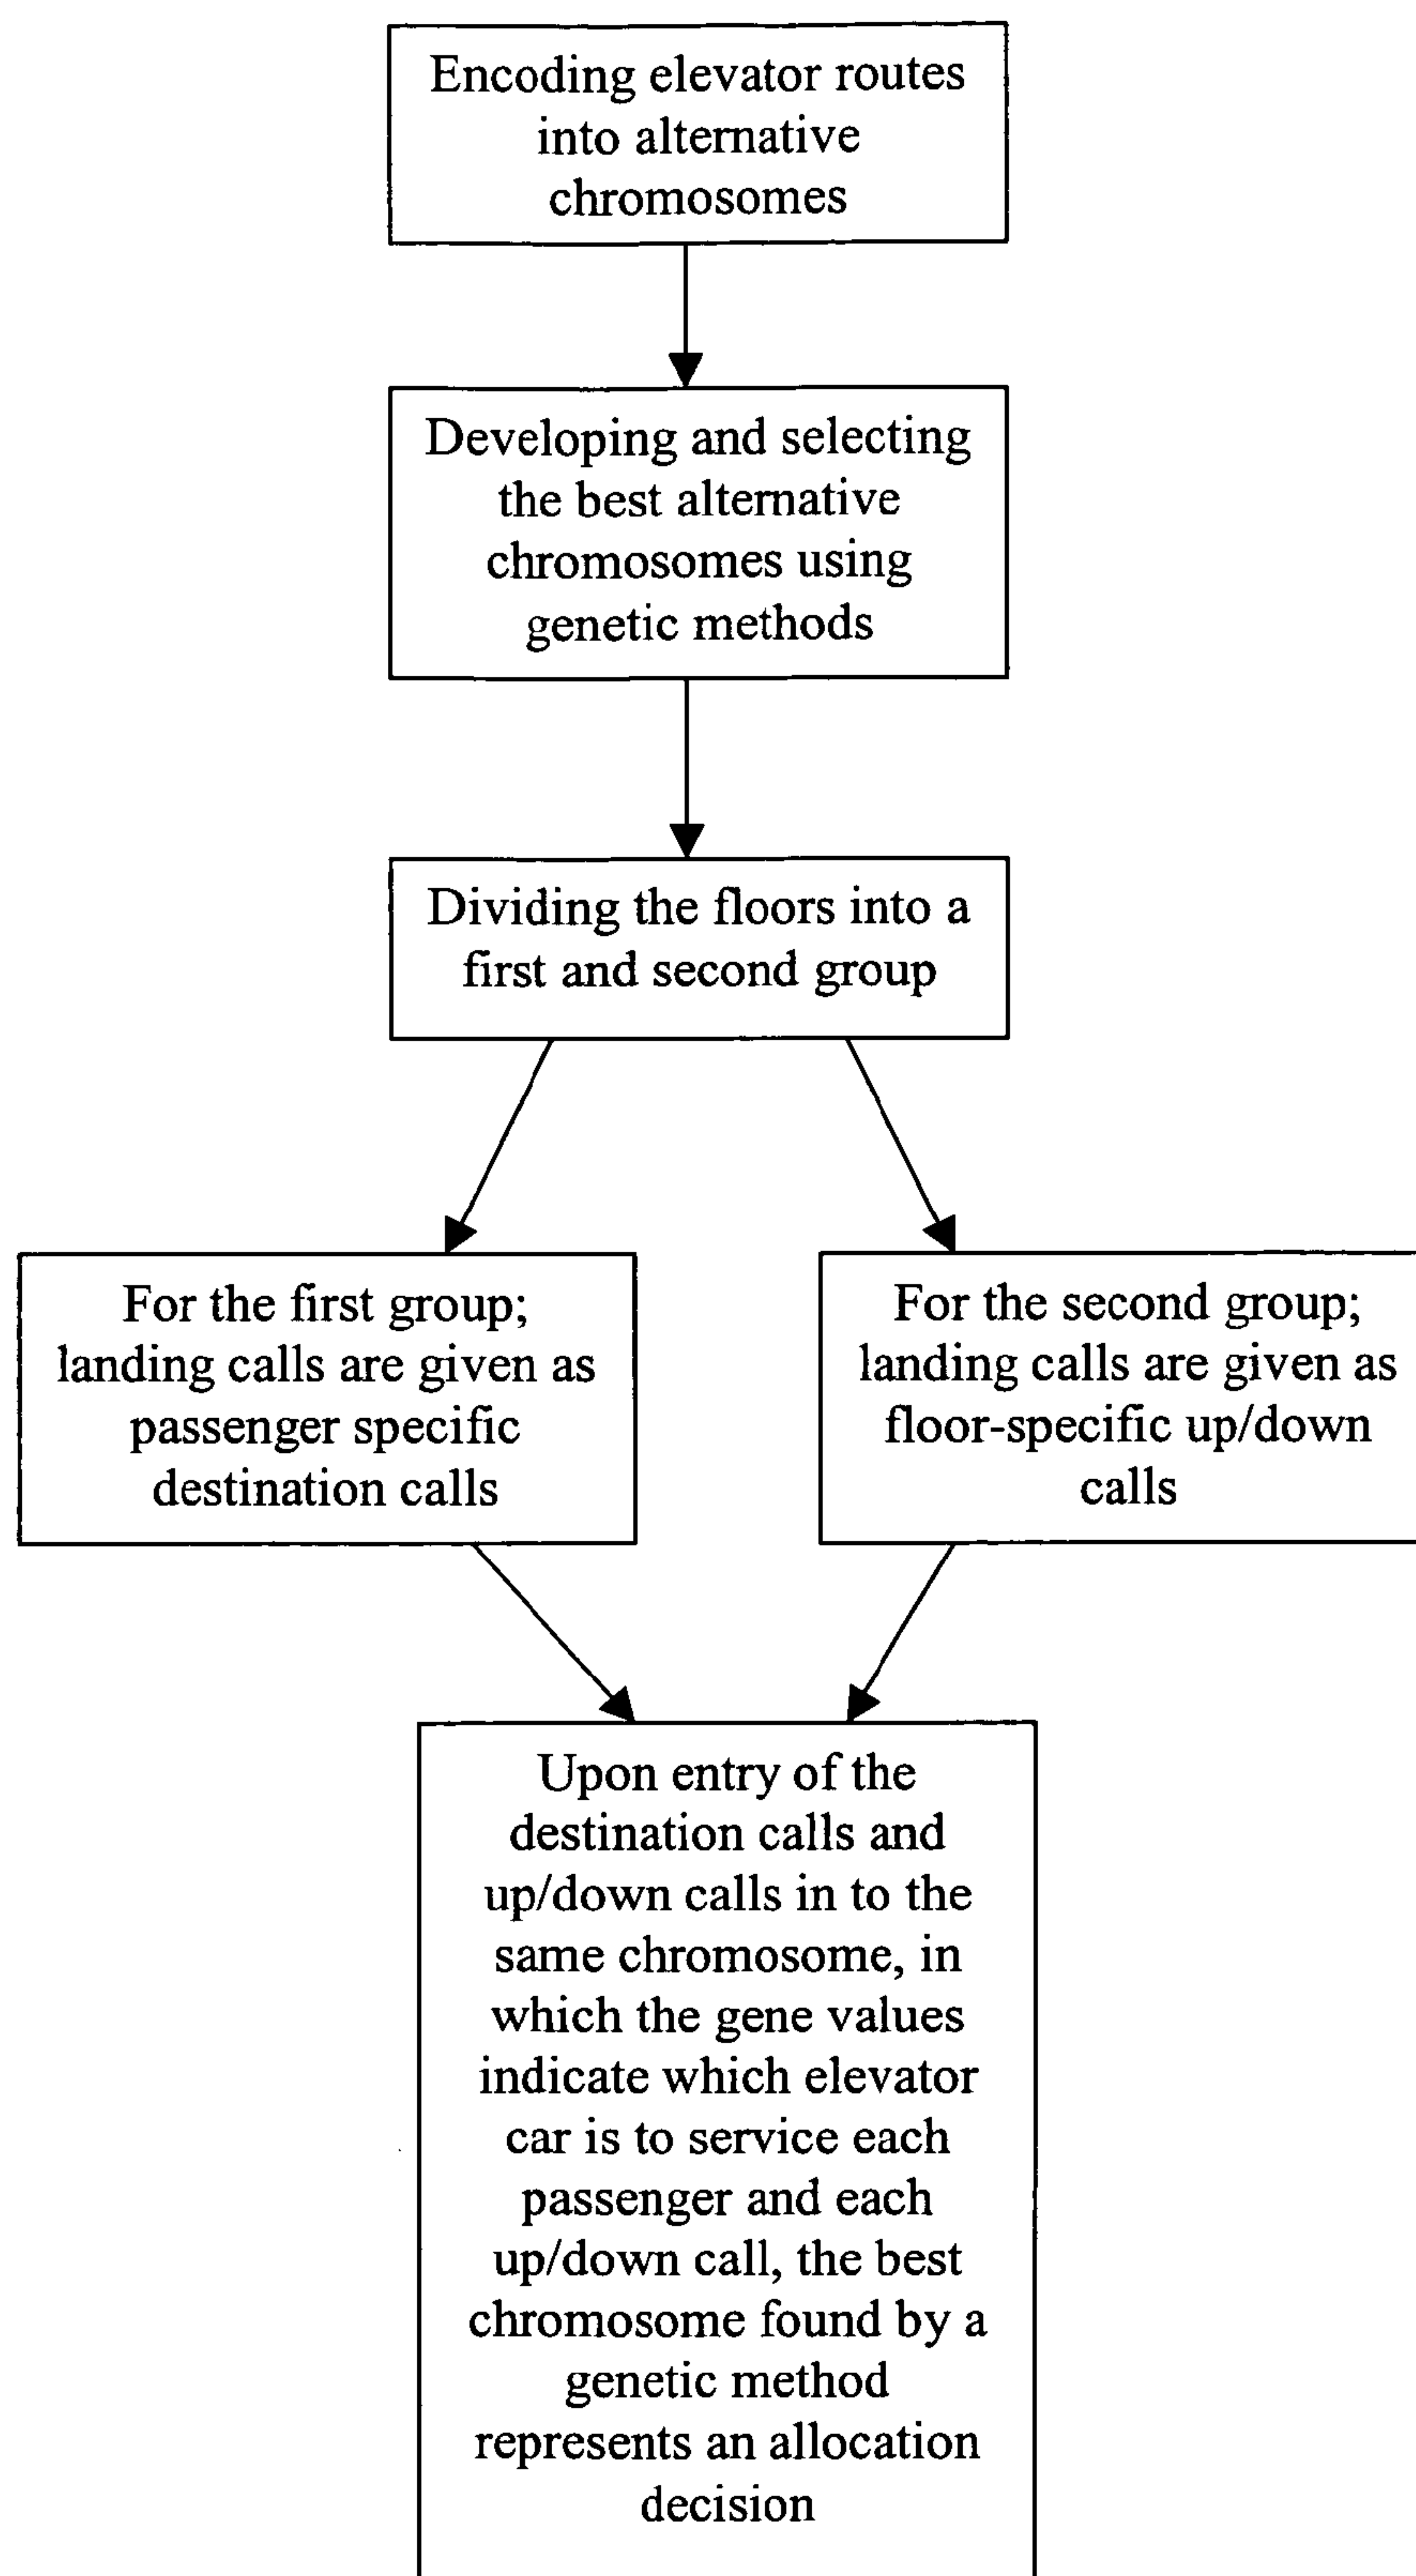 Encoding elevator routes
into alternative
chromosomes
Developing and selecting
the best alternative
chromosomes using
genetic methods
Dividing the floors into a
first and second group
For the first group;
landing calls are given as
passenger specific
destination calls
For the second group;
landing calls are given as
floor-specific up/down
calls
Upon entry of the
destination calls and
up/down calls in to the
same chromosome, in
which the gene values
indicate which elevator
car is to service each
passenger and each
up/down call, the best
chromosome found by a
genetic method
represents an allocation
decision